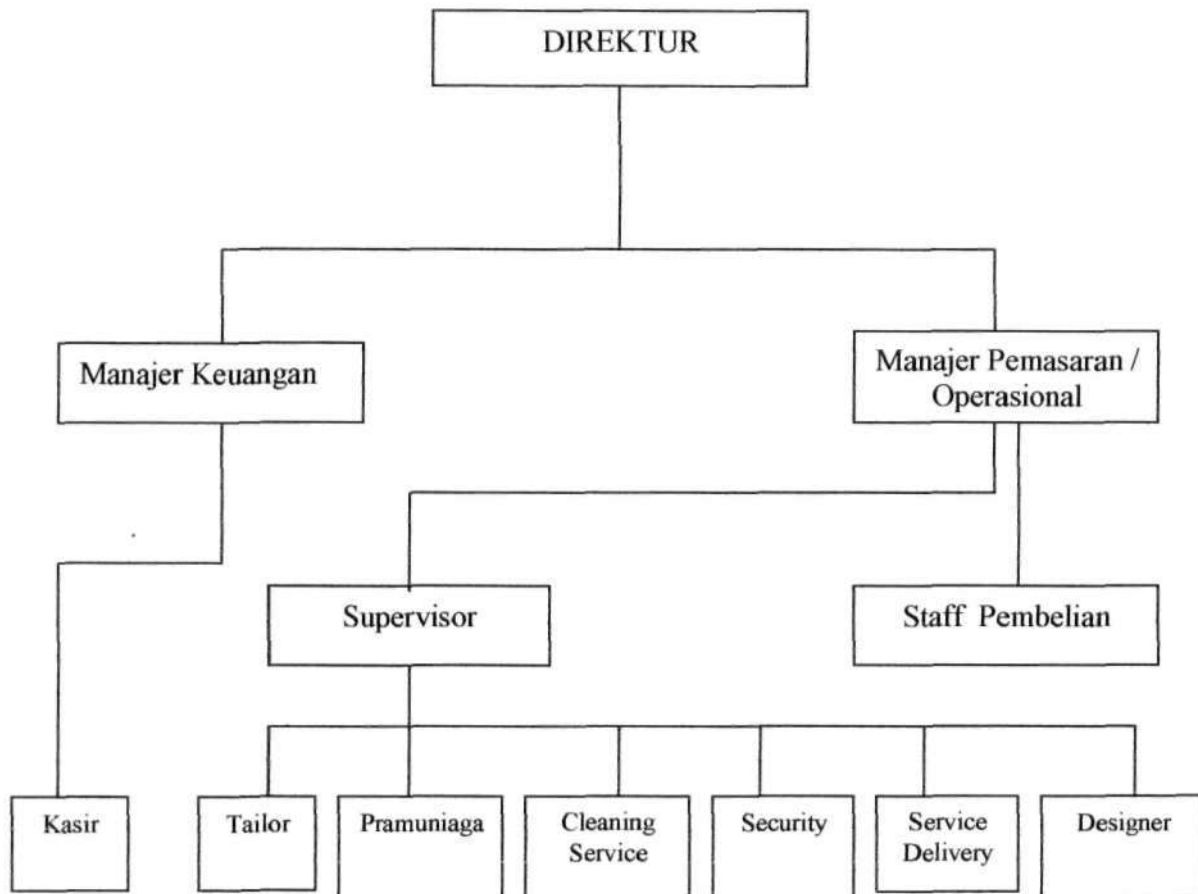 DIREKTUR
Manajer Keuangan
Manajer Pemasaran /
Operasional
Supervisor
Staff Pembelian
Kasir
Tailor
Pramuniaga
Cleaning
Service
Security
Service
Delivery
Designer